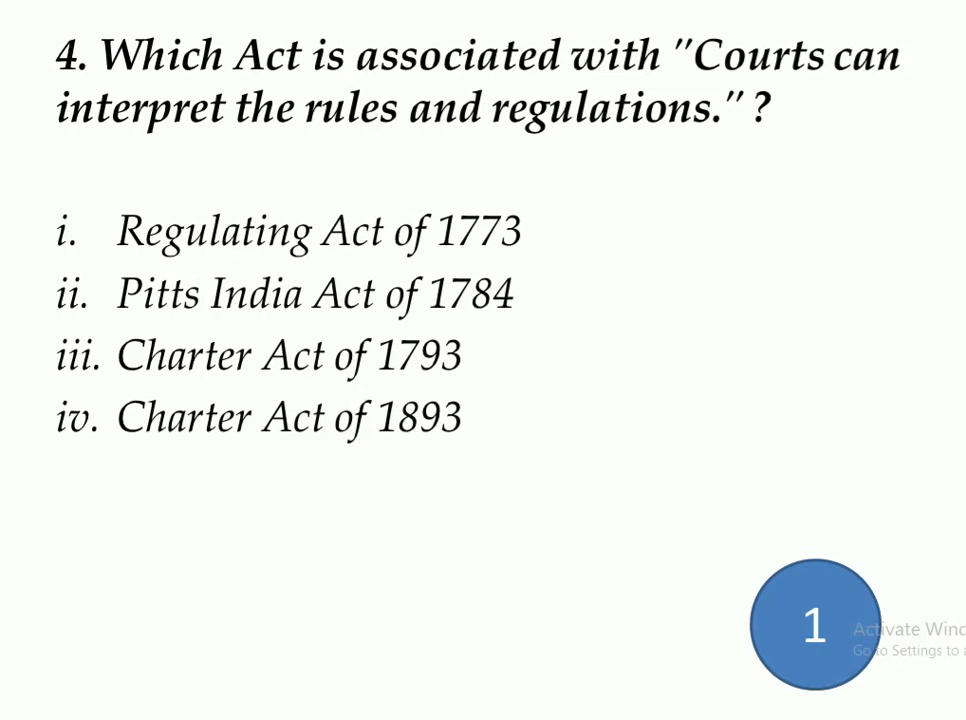 4. Which Act is associated with "Courts can
interpret the rules and regulations." ?
i. Regulating Act of 1773
ii. Pitts India Act of 1784
iii. Charter Act of 1793
iv. Charter Act of 1893
1
Activate Winc
Go to Settings to a